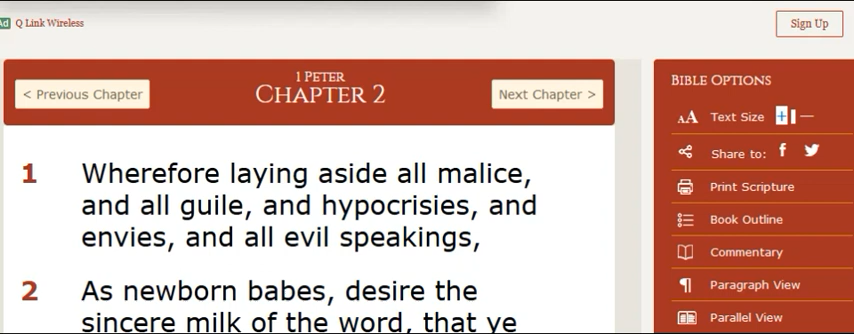 Ad Q Link Wireless
Sign Up
1 Peter
Chapter 2
< Previous Chapter
Next Chapter >
1 Wherefore laying aside all malice,
and all guile, and hypocrisies, and
envies, and all evil speakings,
2 As newborn babes, desire the
sincere milk of the word, that ye
Bible Options
AA Text Size + —
Share to: f
Print Scripture
Book Outline
Commentary
¶ Paragraph View
Parallel View